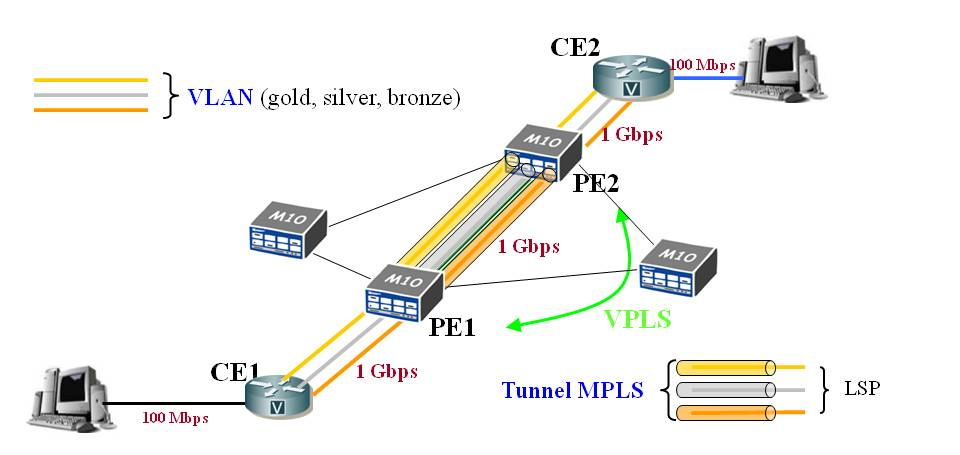 CE2
100 Mbps
VLAN (gold, silver, bronze)
V
M10
1 Gbps
PE2
M10
1 Gbps
M10
M10
PE1
VPLS
CE1
1 Gbps
Tunnel MPLS
LSP
V
100 Mbps